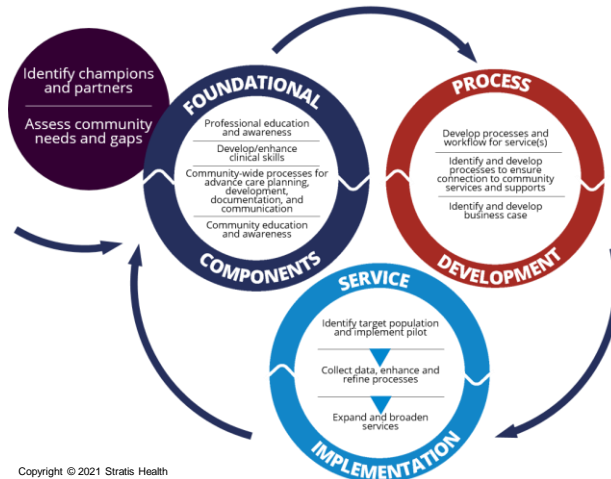 Identify champions
and partners
Assess community
needs and gaps
FOUNDATIONAL
Professional education
and awareness
Develop/enhance
clinical skills
Community-wide processes for
advance care planning,
development,
documentation, and
communication
Community education
and awareness
COMPONENTS
PROCESS
Develop processes and
workflow for service(s)
Identify and develop
processes to ensure
connection to community
services and supports
Identify and develop
business case
DEVELOPMENT
SERVICE
Identify target population
and implement pilot
Collect data, enhance and
refine processes
Expand and broaden
services
IMPLEMENTATION
Copyright © 2021 Stratis Health